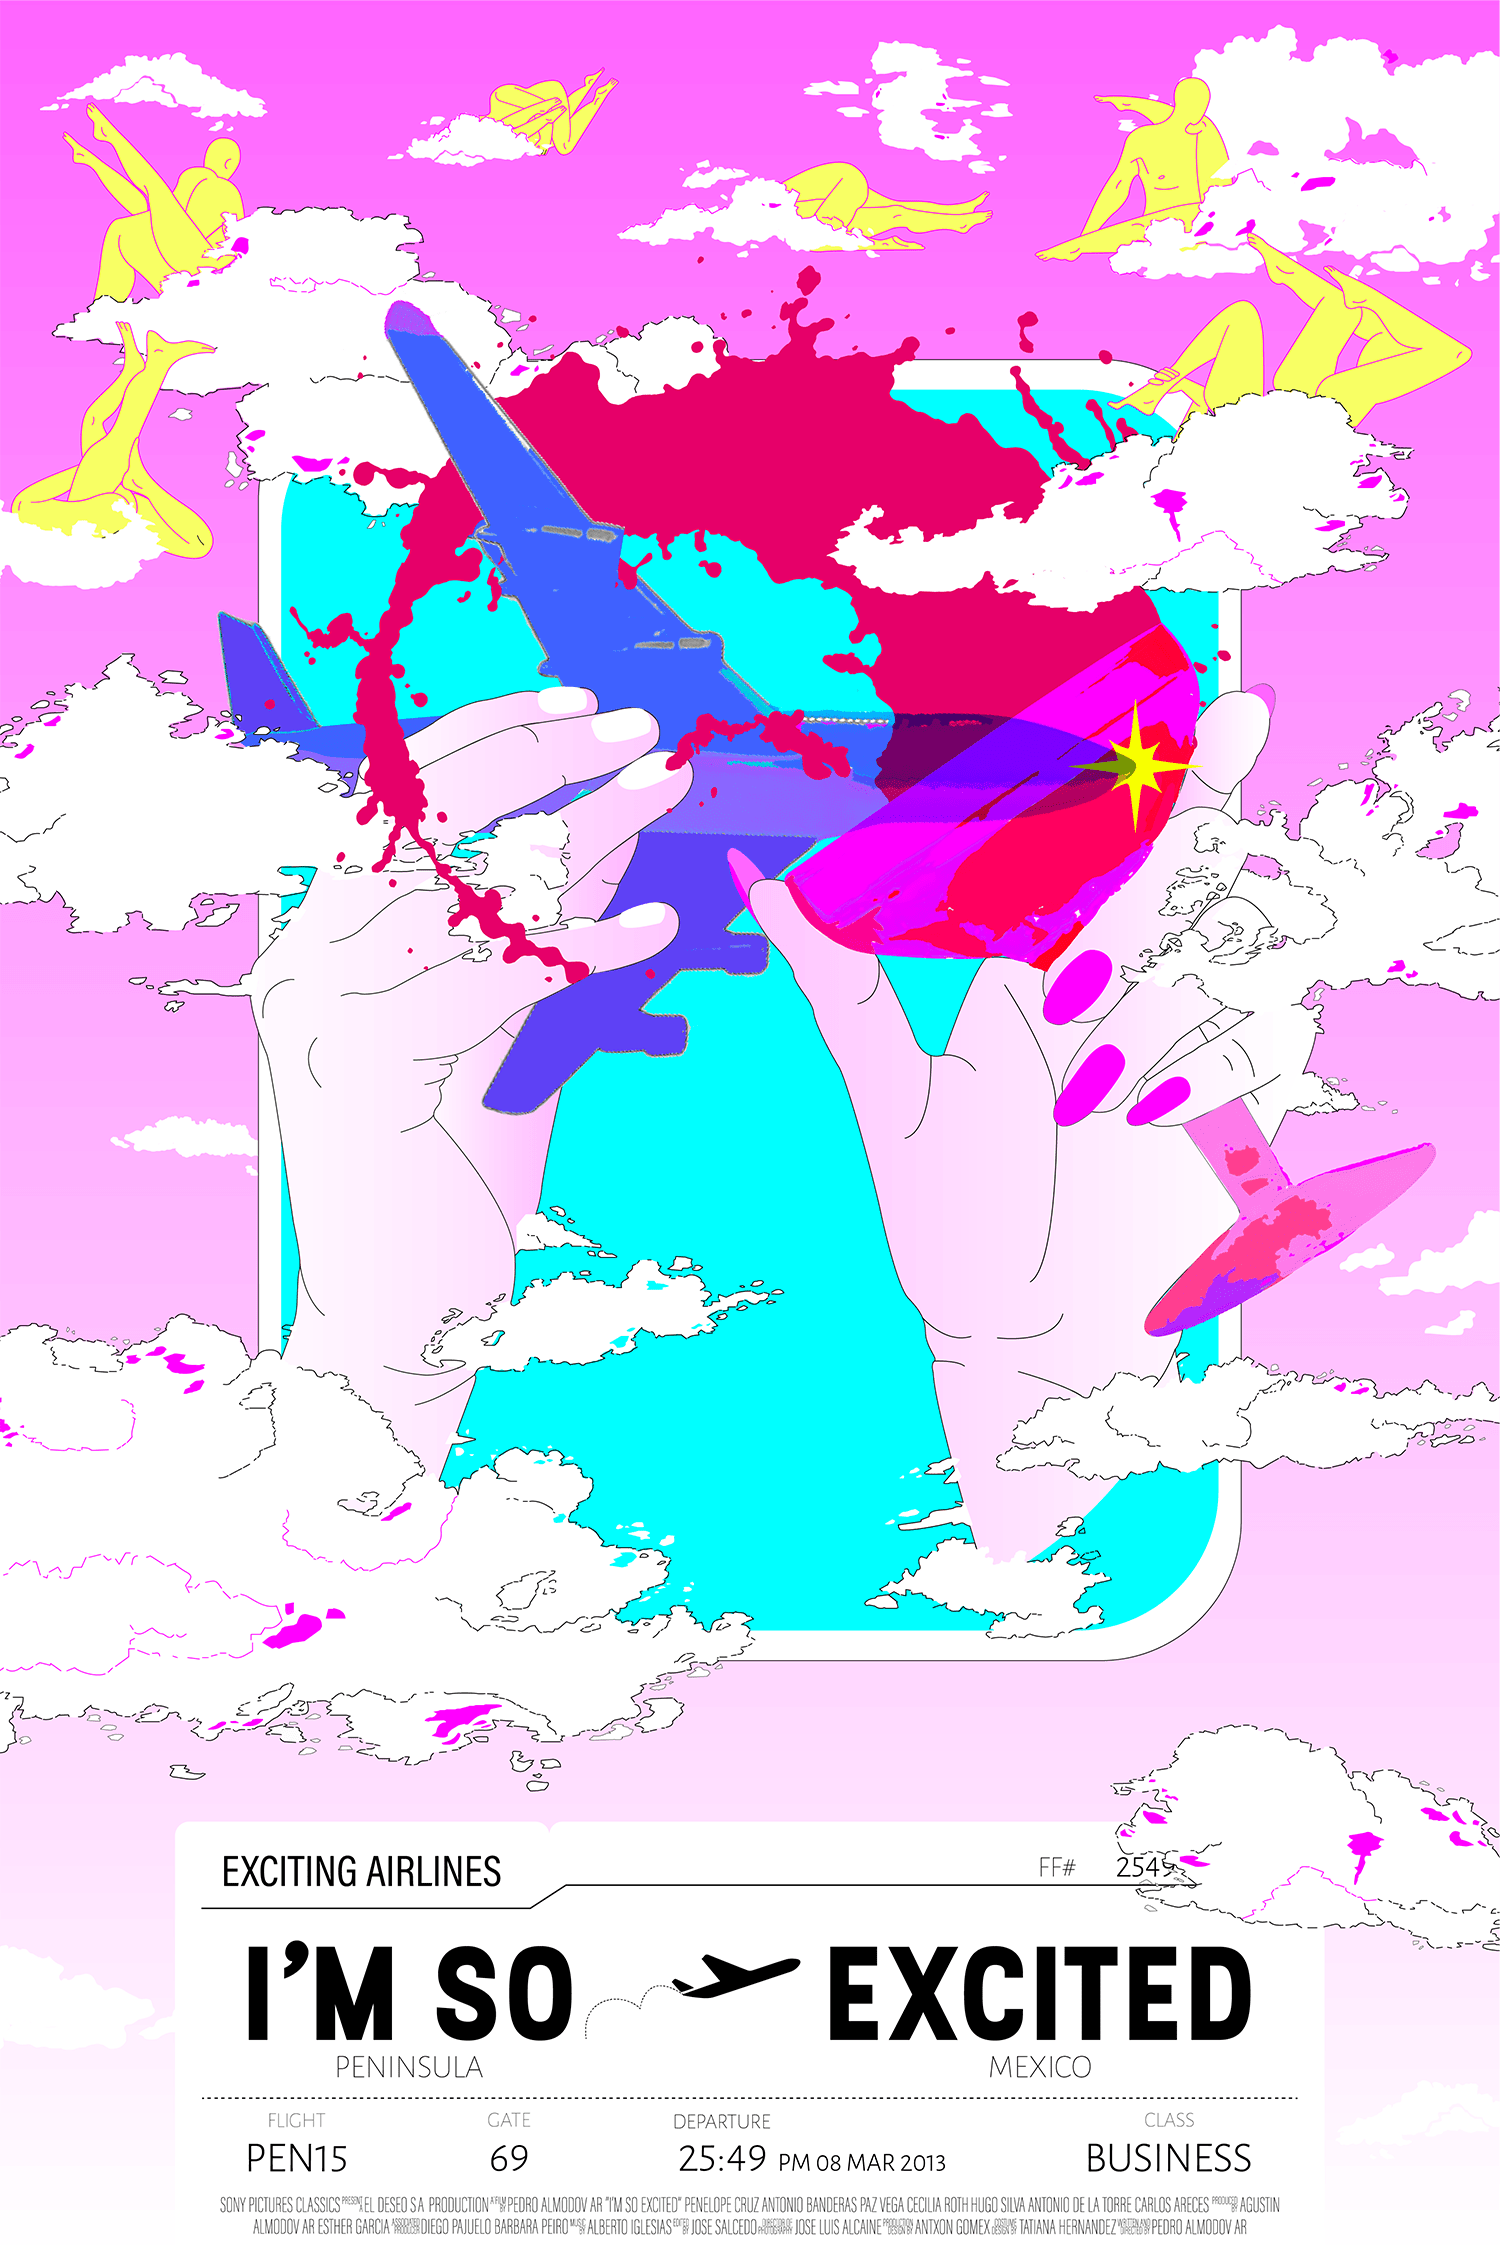 EXCITING AIRLINES FF# 2549
I'M SO EXCITED
PENINSULA MEXICO
FLIGHT GATE DEPARTURE CLASS
PEN15 69 25:49 PM 08 MAR 2013 BUSINESS
SONY PICTURES CLASSICS PRESENT A EL DESEO S A PRODUCTION A FILM BY PEDRO ALMODOV AR "I'M SO EXCITED" PENELOPE CRUZ ANTONIO BANDERAS PAZ VEGA CECILIA ROTH HUGO SILVA ANTONIO DE LA TORRE CARLOS ARECES PRODUCED BY AGUSTIN
ALMODOV AR ESTHER GARCIA ASSOCIATED PRODUCER DIEGO PAJUELO BARBARA PEIRO MUSIC BY ALBERTO IGLESIAS EDITED BY JOSE SALCEDO DIRECTOR OF PHOTOGRAPHY JOSE LUIS ALCAINE PRODUCTION DESIGN BY ANTXON GOMEX COSTUME DESIGN BY TATIANA HERNANDEZ WRITTEN AND DIRECTED BY PEDRO ALMODOV AR